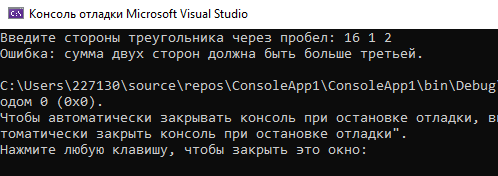 Консоль отладки Microsoft Visual Studio
Введите стороны треугольника через пробел: 16 1 2
Ошибка: сумма двух сторон должна быть больше третьей.
C:\Users\227130\source\repos\ConsoleApp1\ConsoleApp1\bin\Debug\
одом 0 (0x0).
Чтобы автоматически закрывать консоль при остановке отладки, в
томатически закрыть консоль при остановке отладки".
Нажмите любую клавишу, чтобы закрыть это окно: